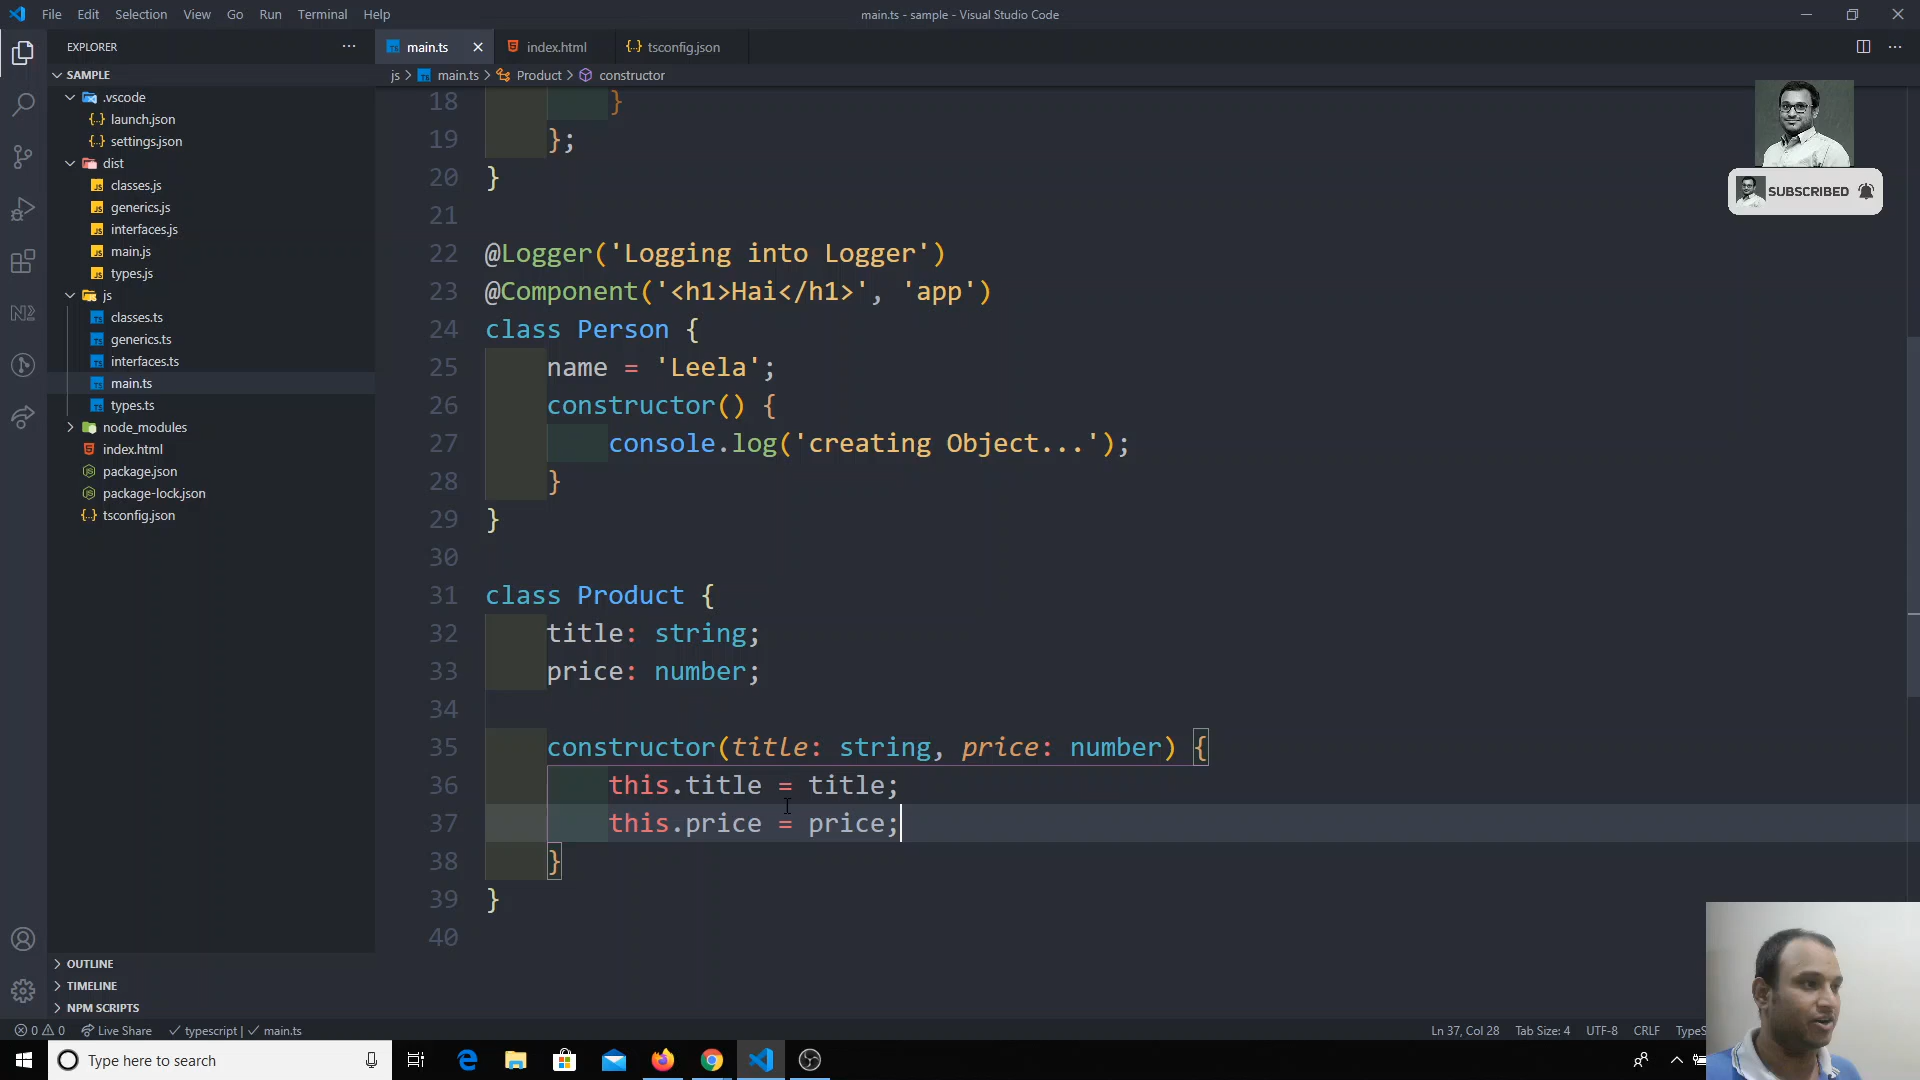 File Edit Selection View Go Run Terminal Help
main.ts - sample - Visual Studio Code
EXPLORER
SAMPLE
.vscode
launch.json
settings.json
dist
classes.js
generics.js
interfaces.js
main.js
types.js
js
classes.ts
generics.ts
interfaces.ts
main.ts
types.ts
node_modules
index.html
package.json
package-lock.json
tsconfig.json
OUTLINE
TIMELINE
NPM SCRIPTS
main.ts index.html tsconfig.json
js > main.ts > Product > constructor
18 }
19 };
20 }
21
22 @Logger('Logging into Logger')
23 @Component('<h1>Hai</h1>', 'app')
24 class Person {
25 name = 'Leela';
26 constructor() {
27 console.log('creating Object...');
28 }
29 }
30
31 class Product {
32 title: string;
33 price: number;
34
35 constructor(title: string, price: number) {
36 this.title = title;
37 this.price = price;
38 }
39 }
40
SUBSCRIBED
0 0 Live Share typescript | main.ts
Ln 37, Col 28 Tab Size: 4 UTF-8 CRLF
Type here to search